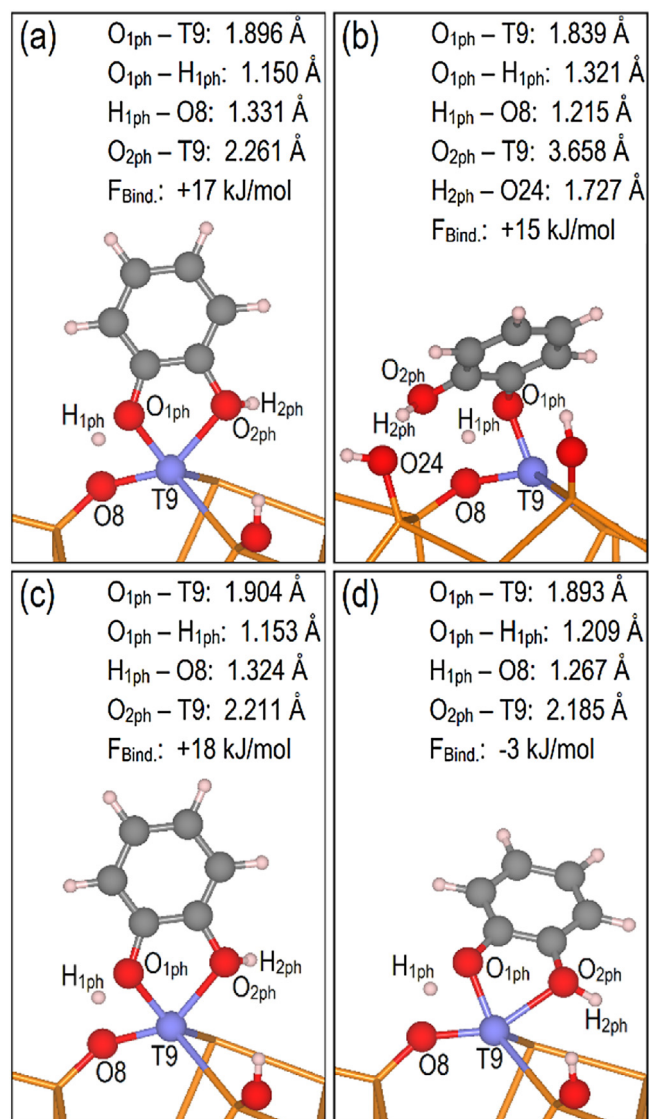 (a)
O1ph – T9: 1.896 Å
O1ph – H1ph: 1.150 Å
H1ph – O8: 1.331 Å
O2ph – T9: 2.261 Å
FBind.: +17 kJ/mol
H1ph
O1ph
H2ph
O2ph
T9
O8
(b)
O1ph – T9: 1.839 Å
O1ph – H1ph: 1.321 Å
H1ph – O8: 1.215 Å
O2ph – T9: 3.658 Å
H2ph – O24: 1.727 Å
FBind.: +15 kJ/mol
O2ph
H2ph
H1ph
O1ph
O24
O8
T9
(c)
O1ph – T9: 1.904 Å
O1ph – H1ph: 1.153 Å
H1ph – O8: 1.324 Å
O2ph – T9: 2.211 Å
FBind.: +18 kJ/mol
H1ph
O1ph
H2ph
O2ph
T9
O8
(d)
O1ph – T9: 1.893 Å
O1ph – H1ph: 1.209 Å
H1ph – O8: 1.267 Å
O2ph – T9: 2.185 Å
FBind.: -3 kJ/mol
H1ph
O1ph
O2ph
H2ph
O8
T9